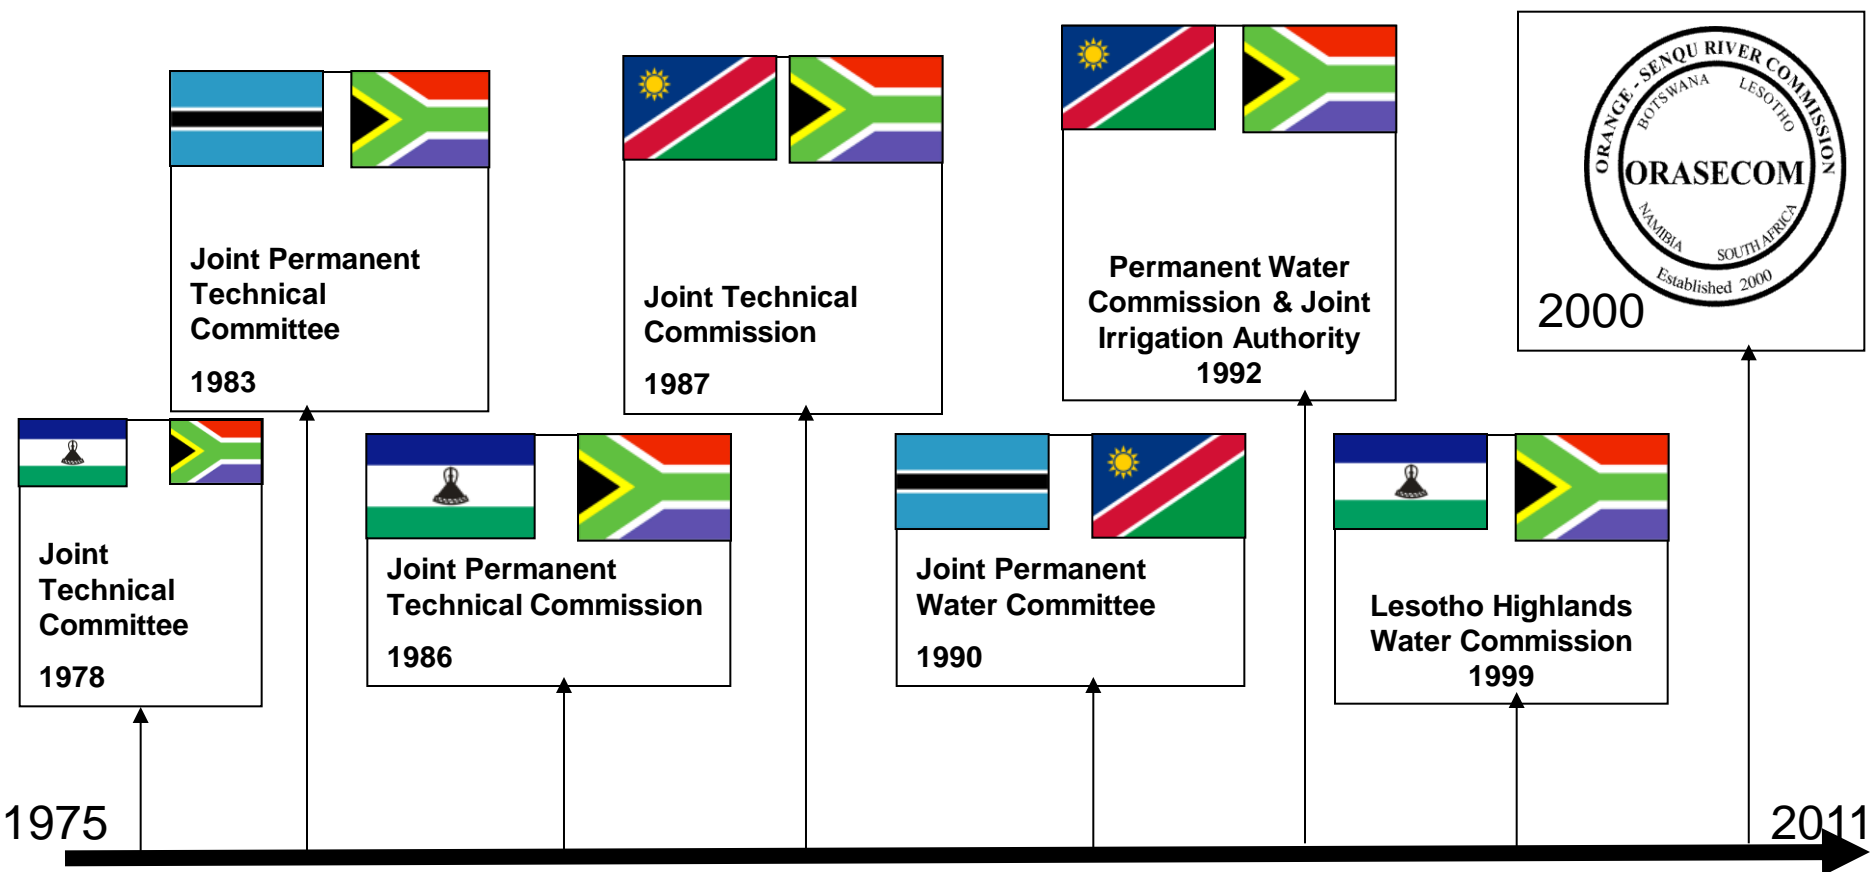 Joint Permanent
Technical
Committee
1983
Joint Technical
Commission
1987
Permanent Water
Commission & Joint
Irrigation Authority
1992
ORANGE - SENQU RIVER COMMISSION
BOTSWANA
LESOTHO
ORASECOM
NAMIBIA
SOUTH AFRICA
Established 2000
2000
Joint
Technical
Committee
1978
Joint Permanent
Technical Commission
1986
Joint Permanent
Water Committee
1990
Lesotho Highlands
Water Commission
1999
1975
2011